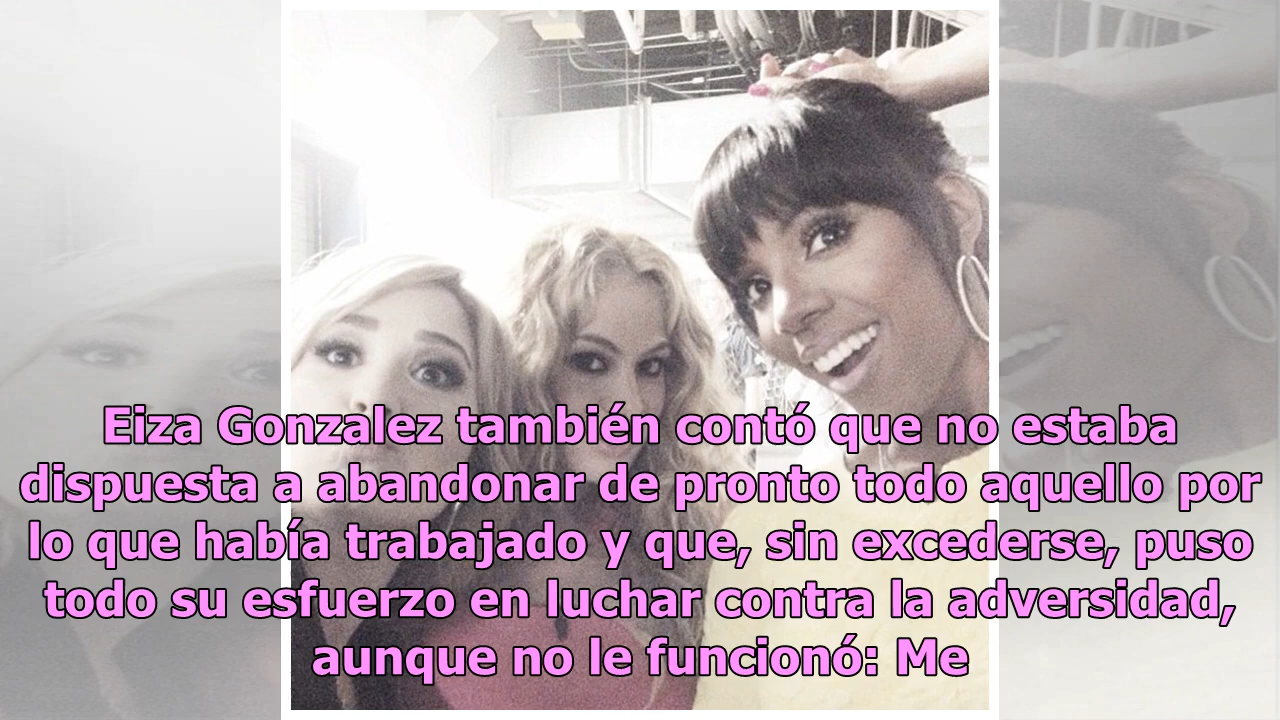 Eiza Gonzalez también contó que no estaba
dispuesta a abandonar de pronto todo aquello por
lo que había trabajado y que, sin excederse, puso
todo su esfuerzo en luchar contra la adversidad,
aunque no le funcionó: Me